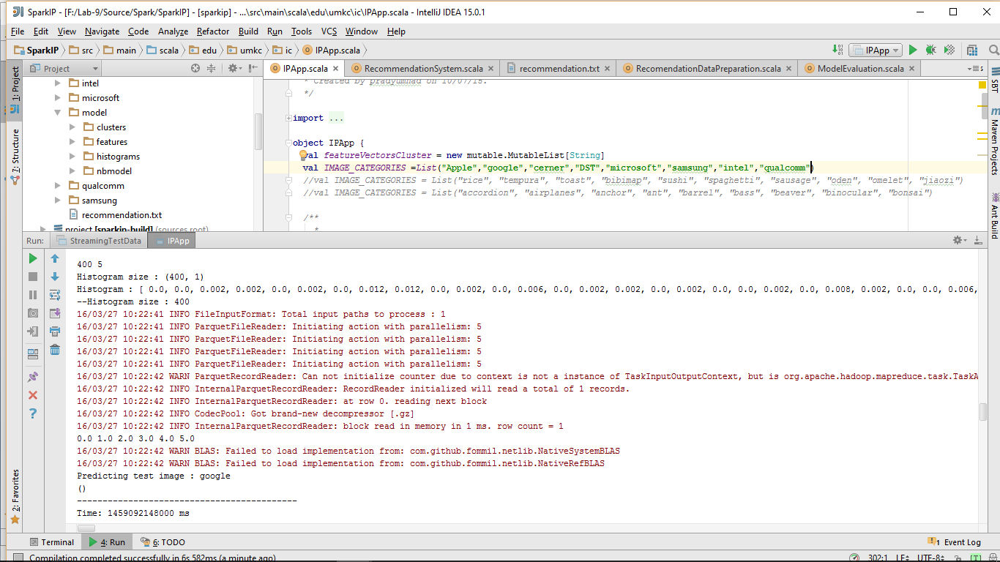 SparkIP - [F:/Lab-9/Source/Spark/SparkIP] - [sparkip] - ...\src\main\scala\edu\umkc\ic\IPApp.scala - IntelliJ IDEA 15.0.1
File Edit View Navigate Code Analyze Refactor Build Run Tools VCS Window Help
SparkIP src main scala edu umkc ic IPApp.scala IPApp
1: Project Project IPApp.scala RecommendationSystem.scala recommendation.txt RecomendationDataPreparation.scala ModelEvaluation.scala 5
intel
microsoft
model
clusters
features
histograms
nbmodel
qualcomm
samsung
recommendation.txt
project [sparkip-build] (sources root)
* Created by pradyumnad on 10/07/15.
*/
import ...
object IPApp {
val featureVectorsCluster = new mutable.MutableList[String]
val IMAGE_CATEGORIES =List("Apple","google","cerner","DST","microsoft","samsung","intel","qualcomm")
//val IMAGE_CATEGORIES = List("rice", "tempura", "toast", "bibimap", "sushi", "spaghetti", "sausage", "oden", "omelet", "jiaozi")
//val IMAGE_CATEGORIES = List("accordion", "airplanes", "anchor", "ant", "barrel", "bass", "beaver", "binocular", "bonsai")
/**
*
SBT
Maven Projects
Ant Build
7: Structure
2: Favorites
Run: StreamingTestData IPApp
400 5
Histogram size : (400, 1)
Histogram : [ 0.0, 0.0, 0.002, 0.002, 0.0, 0.002, 0.0, 0.012, 0.012, 0.0, 0.002, 0.0, 0.006, 0.0, 0.002, 0.002, 0.0, 0.002, 0.0, 0.0, 0.002, 0.0, 0.008, 0.002, 0.0, 0.0, 0.006,
--Histogram size : 400
16/03/27 10:22:41 INFO FileInputFormat: Total input paths to process : 1
16/03/27 10:22:41 INFO ParquetFileReader: Initiating action with parallelism: 5
16/03/27 10:22:41 INFO ParquetFileReader: Initiating action with parallelism: 5
16/03/27 10:22:41 INFO ParquetFileReader: Initiating action with parallelism: 5
16/03/27 10:22:41 INFO ParquetFileReader: Initiating action with parallelism: 5
16/03/27 10:22:42 WARN ParquetRecordReader: Can not initialize counter due to context is not a instance of TaskInputOutputContext, but is org.apache.hadoop.mapreduce.task.TaskA
16/03/27 10:22:42 INFO InternalParquetRecordReader: RecordReader initialized will read a total of 1 records.
16/03/27 10:22:42 INFO InternalParquetRecordReader: at row 0. reading next block
16/03/27 10:22:42 INFO CodecPool: Got brand-new decompressor [.gz]
16/03/27 10:22:42 INFO InternalParquetRecordReader: block read in memory in 1 ms. row count = 1
0.0 1.0 2.0 3.0 4.0 5.0
16/03/27 10:22:42 WARN BLAS: Failed to load implementation from: com.github.fommil.netlib.NativeSystemBLAS
16/03/27 10:22:42 WARN BLAS: Failed to load implementation from: com.github.fommil.netlib.NativeRefBLAS
Predicting test image : google
()
-------------------------------------------
Time: 1459092148000 ms
Terminal 4: Run 6: TODO 1 Event Log
Compilation completed successfully in 6s 582ms (a minute ago) 302:1 LF UTF-8 [T]